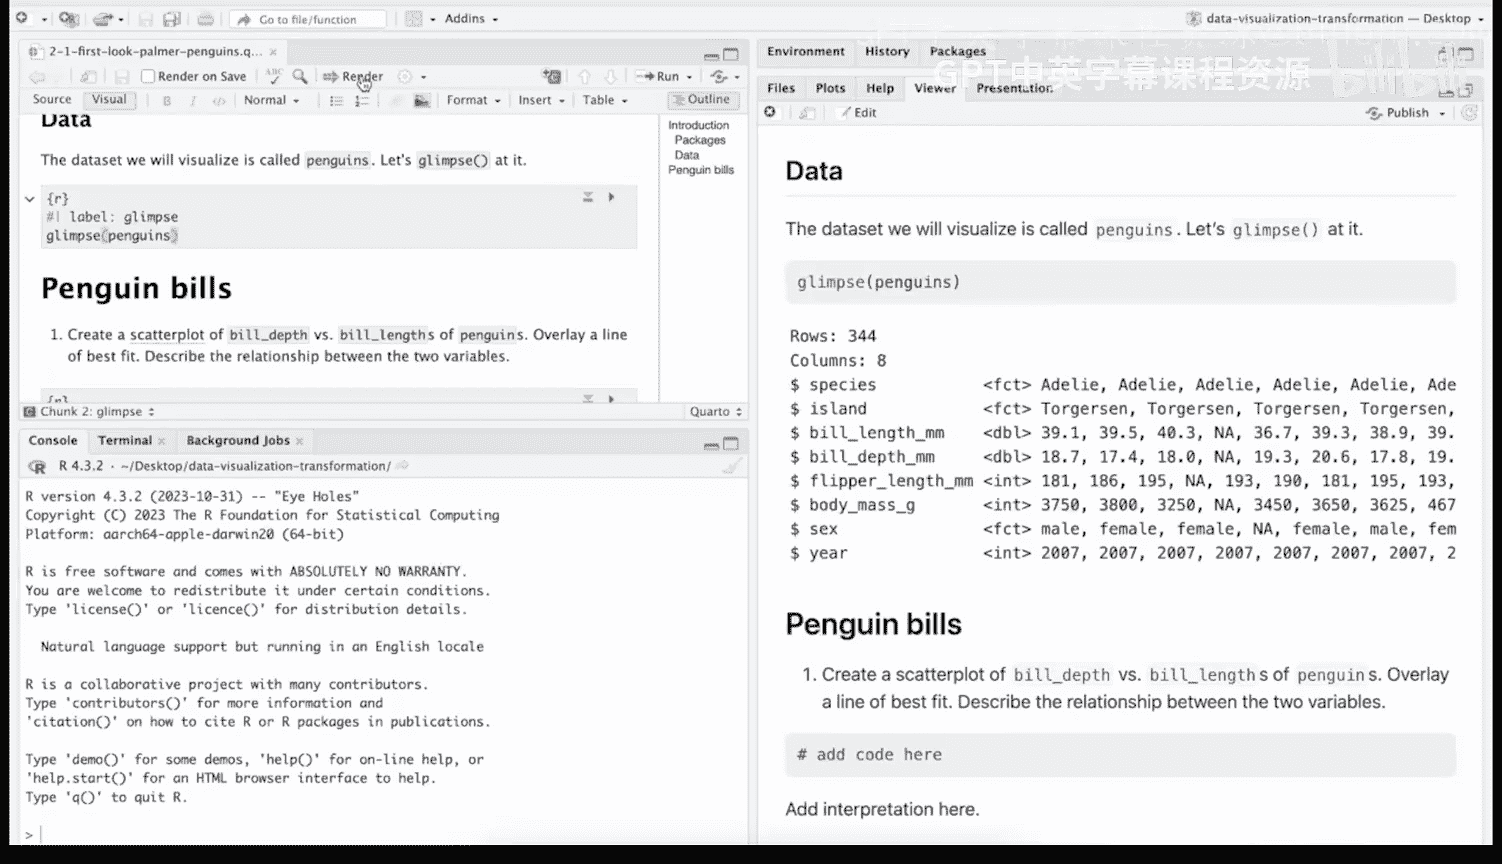 Go to file/function
Addins
data-visualization-transformation — Desktop
2-1-first-look-palmer-penguins.q...
Render on Save
ABC
Render
Run
Source
Visual
B
I
</>
Normal
Format
Insert
Table
Outline
Data
The dataset we will visualize is called penguins. Let's glimpse() at it.
{r}
#| label: glimpse
glimpse(penguins)
Penguin bills
1. Create a scatterplot of bill_depth vs. bill_lengths of penguins. Overlay a line
of best fit. Describe the relationship between the two variables.
{r}
Introduction
Packages
Data
Penguin bills
Chunk 2: glimpse
Quarto
Console
Terminal
Background Jobs
R 4.3.2 · ~/Desktop/data-visualization-transformation/
R version 4.3.2 (2023-10-31) -- "Eye Holes"
Copyright (C) 2023 The R Foundation for Statistical Computing
Platform: aarch64-apple-darwin20 (64-bit)
R is free software and comes with ABSOLUTELY NO WARRANTY.
You are welcome to redistribute it under certain conditions.
Type 'license()' or 'licence()' for distribution details.
Natural language support but running in an English locale
R is a collaborative project with many contributors.
Type 'contributors()' for more information and
'citation()' on how to cite R or R packages in publications.
Type 'demo()' for some demos, 'help()' for on-line help, or
'help.start()' for an HTML browser interface to help.
Type 'q()' to quit R.
>
Environment
History
Packages
GPT中英字幕课程资源
bilibili
Files
Plots
Help
Viewer
Presentation
Edit
Publish
Data
The dataset we will visualize is called penguins. Let's glimpse() at it.
glimpse(penguins)
Rows: 344
Columns: 8
$ species <fct> Adelie, Adelie, Adelie, Adelie, Adelie, Ade
$ island <fct> Torgersen, Torgersen, Torgersen, Torgersen,
$ bill_length_mm <dbl> 39.1, 39.5, 40.3, NA, 36.7, 39.3, 38.9, 39.
$ bill_depth_mm <dbl> 18.7, 17.4, 18.0, NA, 19.3, 20.6, 17.8, 19.
$ flipper_length_mm <int> 181, 186, 195, NA, 193, 190, 181, 195, 193,
$ body_mass_g <int> 3750, 3800, 3250, NA, 3450, 3650, 3625, 467
$ sex <fct> male, female, female, NA, female, male, fem
$ year <int> 2007, 2007, 2007, 2007, 2007, 2007, 2007, 2
Penguin bills
1. Create a scatterplot of bill_depth vs. bill_lengths of penguins. Overlay
a line of best fit. Describe the relationship between the two variables.
# add code here
Add interpretation here.